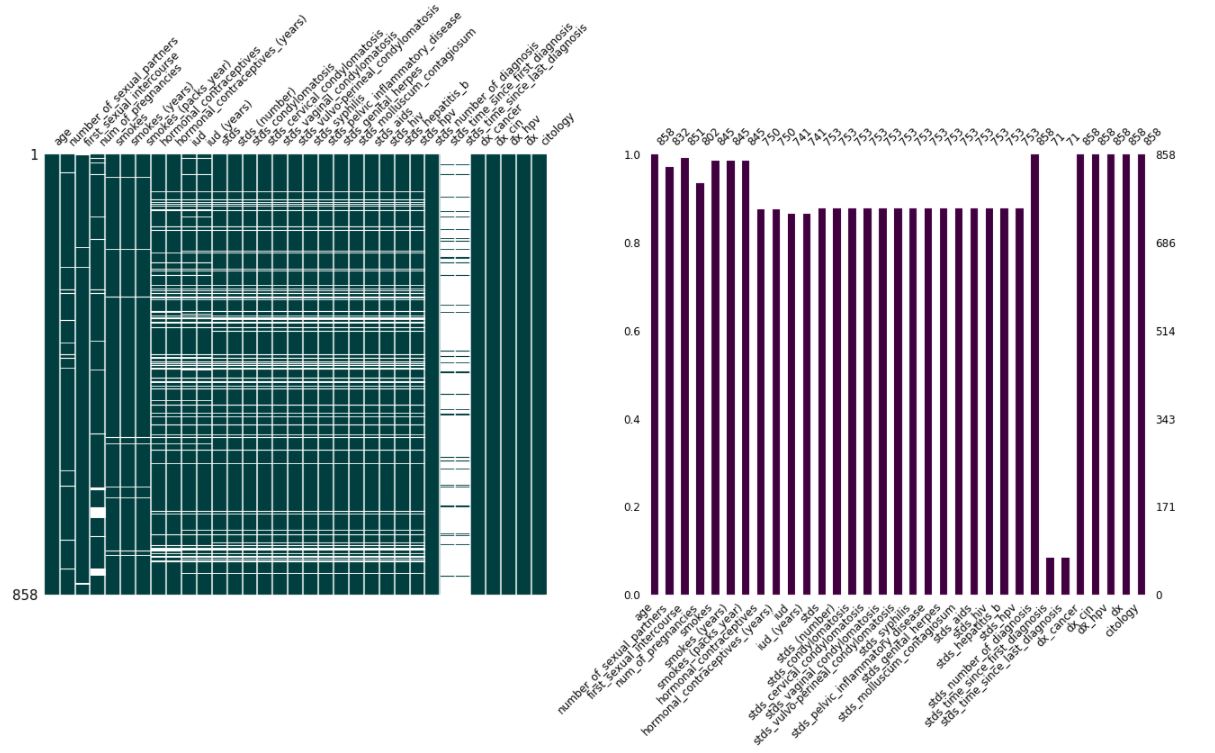 age
number_of_sexual_partners
first_sexual_intercourse
num_of_pregnancies
smokes
smokes_(years)
smokes_(packs_year)
hormonal_contraceptives
hormonal_contraceptives_(years)
iud
iud_(years)
stds
stds_(number)
stds_condylomatosis
stds_cervical_condylomatosis
stds_vaginal_condylomatosis
stds_vulvo-perineal_condylomatosis
stds_syphilis
stds_pelvic_inflammatory_disease
stds_genital_herpes
stds_molluscum_contagiosum
stds_aids
stds_hiv
stds_hepatitis_b
stds_hpv
stds_number_of_diagnosis
stds_time_since_first_diagnosis
stds_time_since_last_diagnosis
dx_cancer
dx_cin
dx_hpv
dx
citology
1
858
858
832
851
802
845
845
845
750
750
741
741
753
753
753
753
753
753
753
753
753
753
753
753
753
753
858
71
71
858
858
858
858
858
1.0
0.8
0.6
0.4
0.2
0.0
858
686
514
343
171
0
age
number_of_sexual_partners
first_sexual_intercourse
num_of_pregnancies
smokes
smokes_(years)
smokes_(packs_year)
hormonal_contraceptives
hormonal_contraceptives_(years)
iud
iud_(years)
stds
stds_(number)
stds_condylomatosis
stds_cervical_condylomatosis
stds_vaginal_condylomatosis
stds_vulvo-perineal_condylomatosis
stds_syphilis
stds_pelvic_inflammatory_disease
stds_genital_herpes
stds_molluscum_contagiosum
stds_aids
stds_hiv
stds_hepatitis_b
stds_hpv
stds_number_of_diagnosis
stds_time_since_first_diagnosis
stds_time_since_last_diagnosis
dx_cancer
dx_cin
dx_hpv
dx
citology